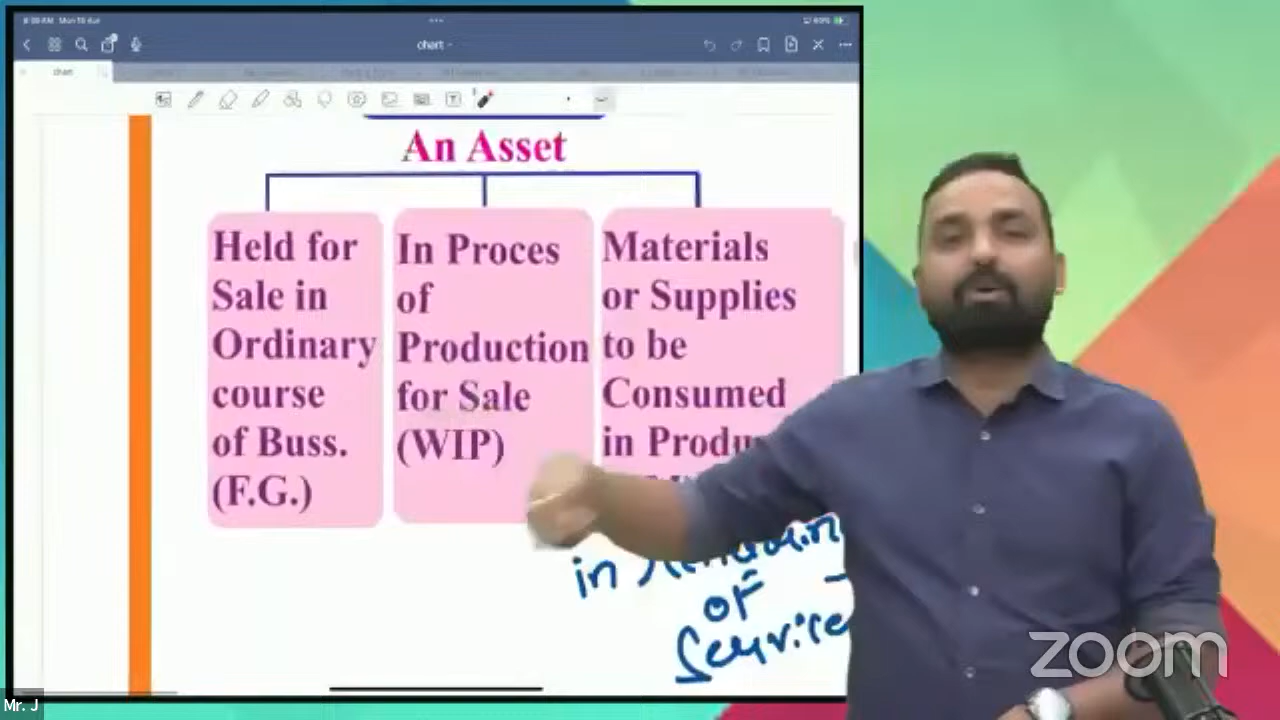 chart
chart
An Asset
Held for
Sale in
Ordinary
course
of Buss.
(F.G.)
In Proces
of
Production
for Sale
(WIP)
Materials
or Supplies
to be
Consumed
in Produ
in
of
Service
zoom
Mr. J